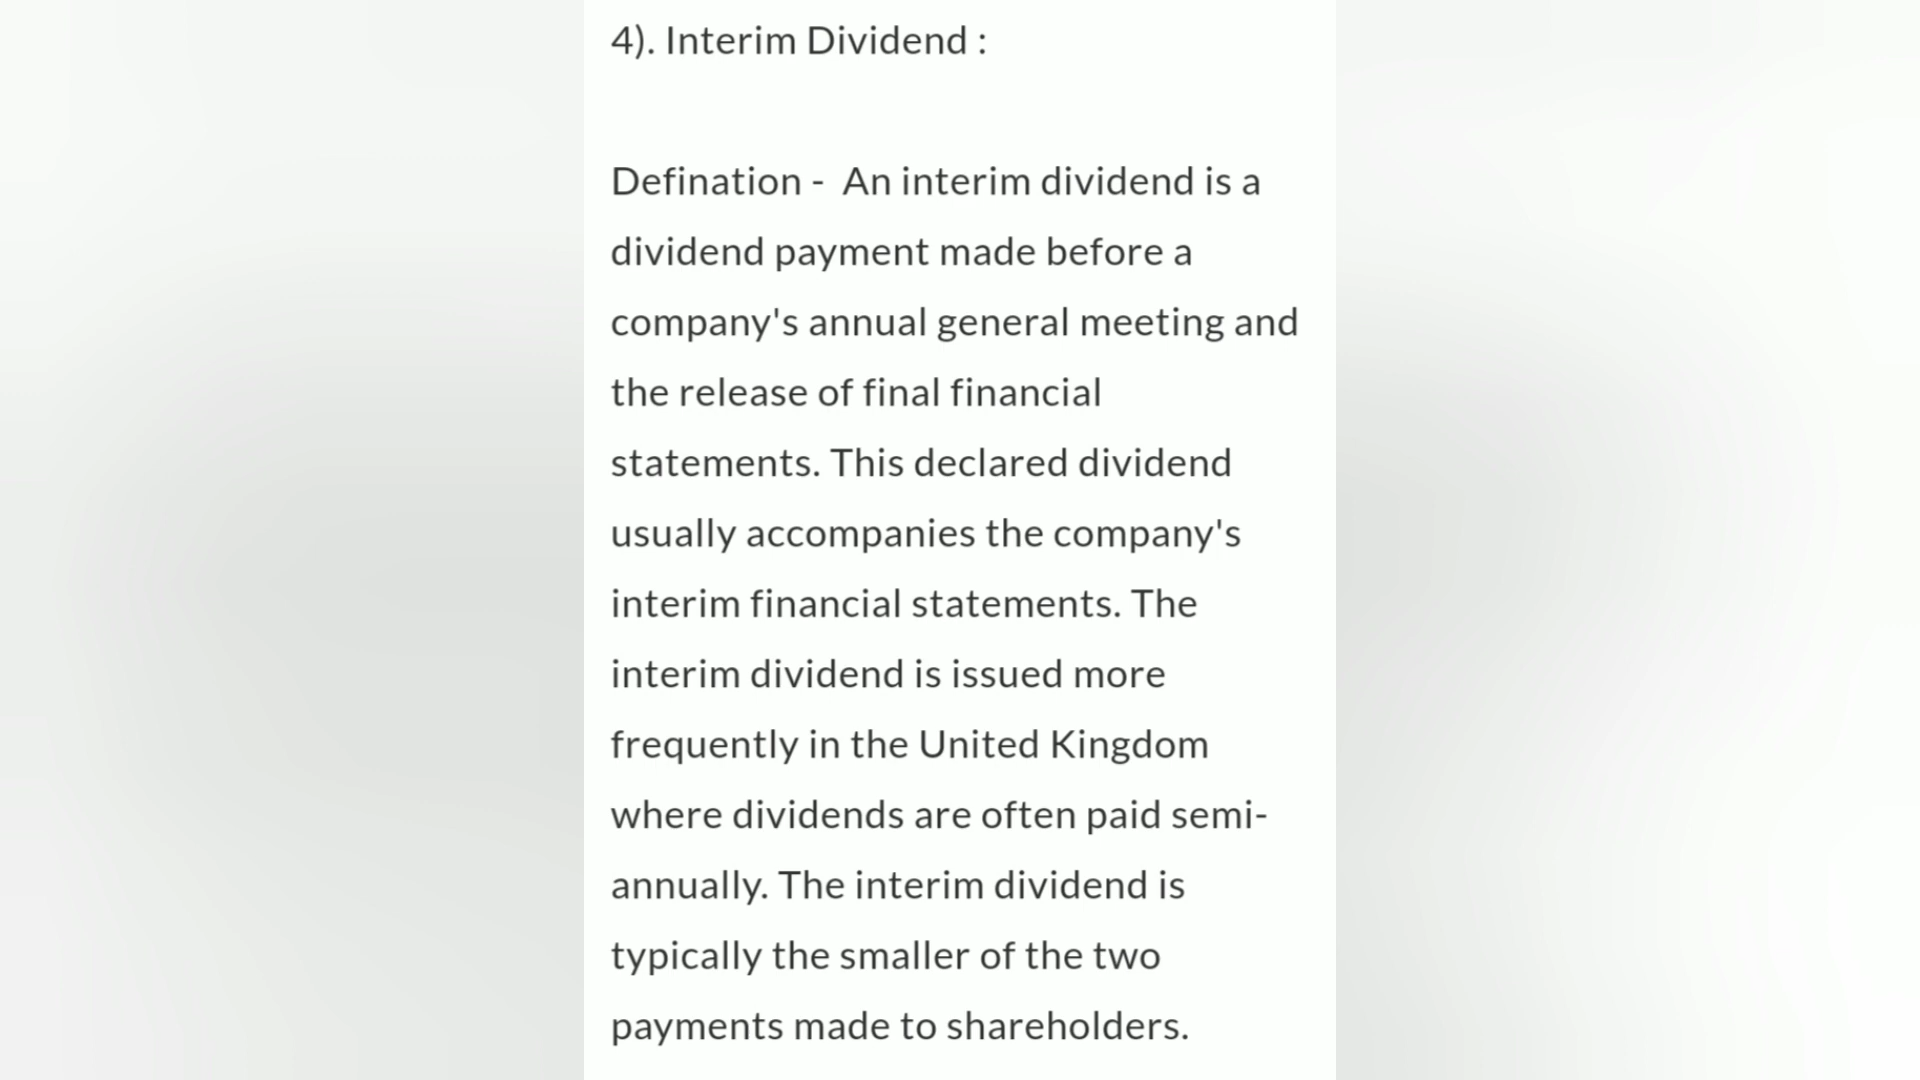 4). Interim Dividend :
Defination -  An interim dividend is a
dividend payment made before a
company's annual general meeting and
the release of final financial
statements. This declared dividend
usually accompanies the company's
interim financial statements. The
interim dividend is issued more
frequently in the United Kingdom
where dividends are often paid semi-
annually. The interim dividend is
typically the smaller of the two
payments made to shareholders.